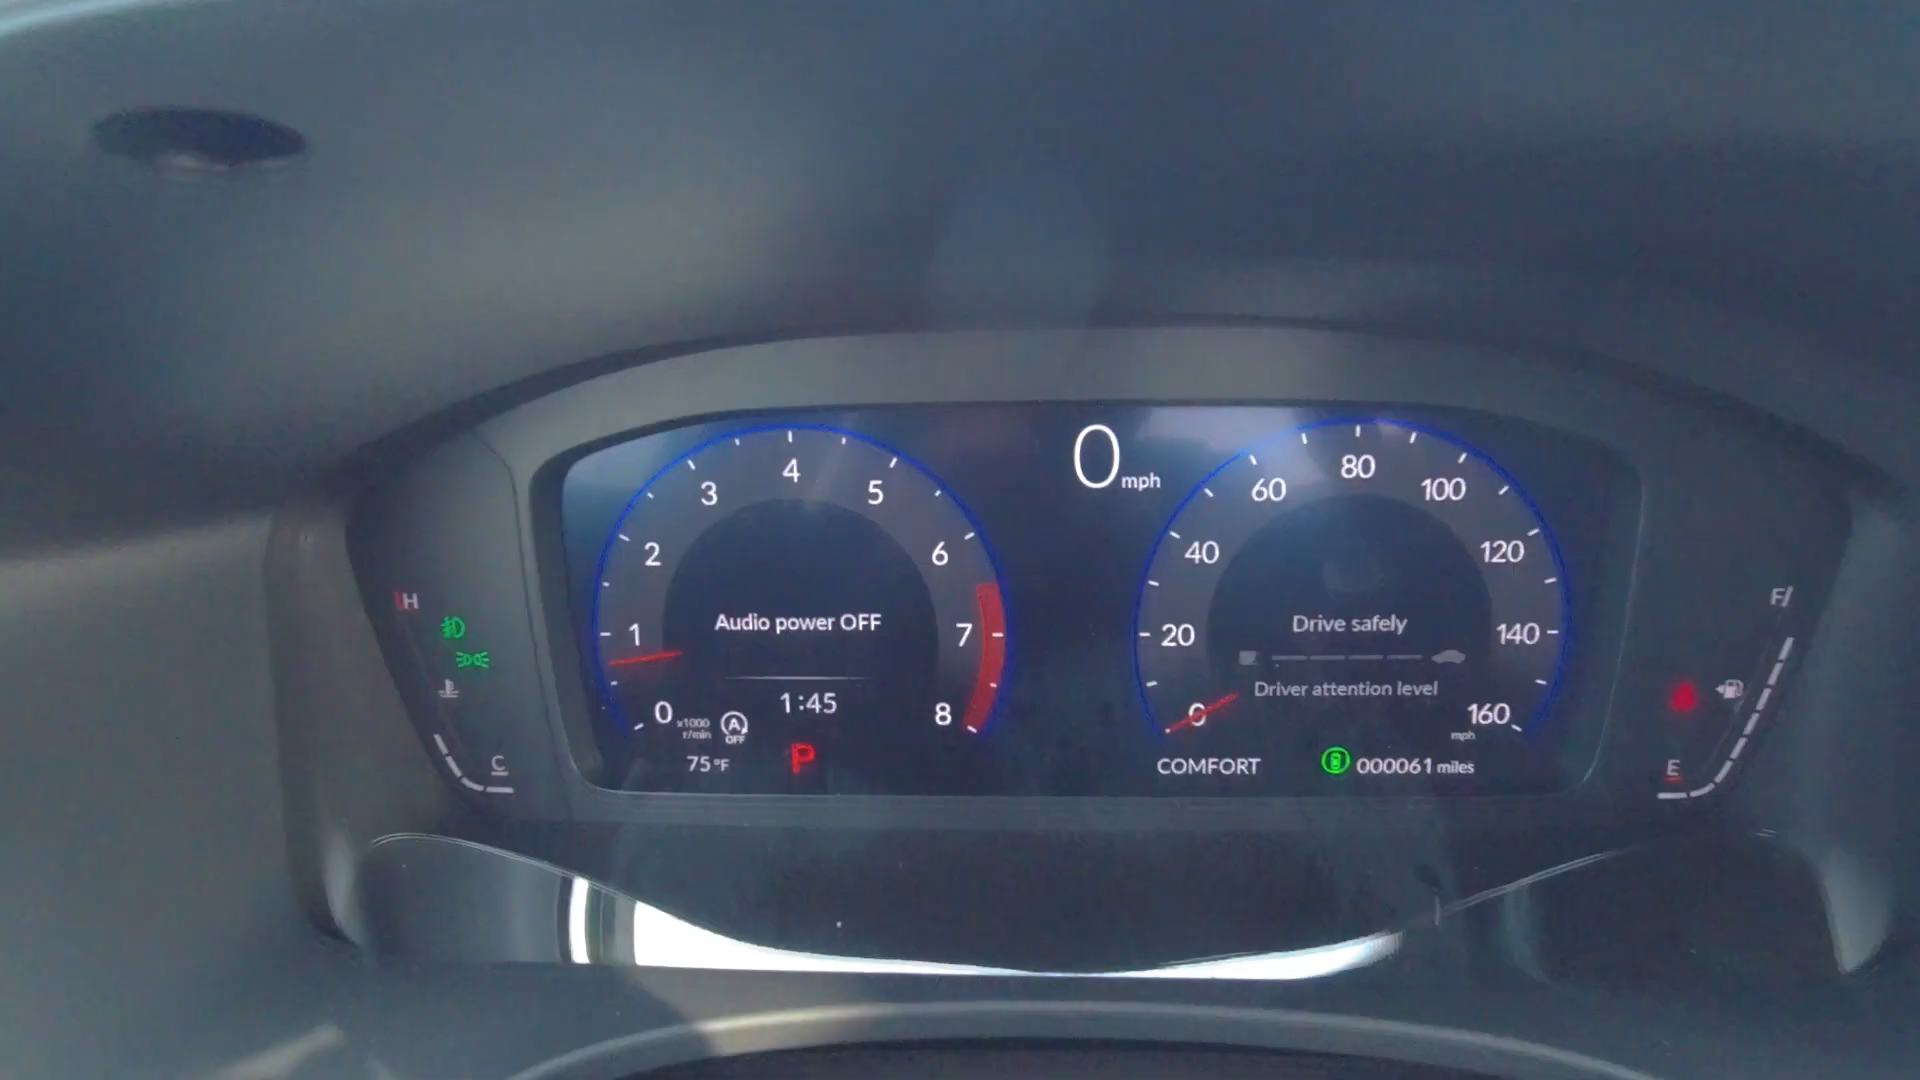 0 mph
4
3
5
2
6
1
7
0
8
x1000
r/min
Audio power OFF
1:45
A
OFF
75 °F
P
80
60
100
40
120
20
140
0
160
mph
Drive safely
Driver attention level
COMFORT
000061 miles
H
C
F
E